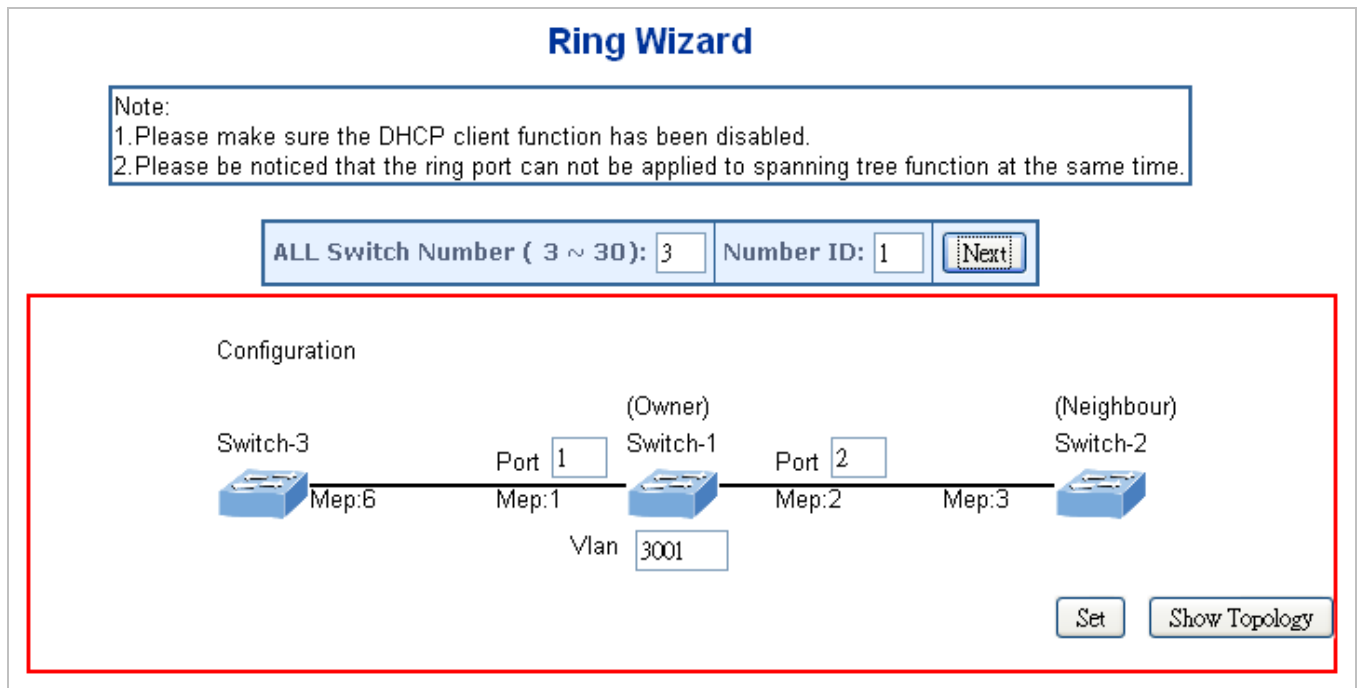 Ring Wizard
Note:
1.Please make sure the DHCP client function has been disabled.
2.Please be noticed that the ring port can not be applied to spanning tree function at the same time.
ALL Switch Number ( 3 ~ 30): 3 Number ID: 1 Next
Configuration
(Owner) (Neighbour)
Switch-3 Port 1 Switch-1 Port 2 Switch-2
Mep:6 Mep:1 Mep:2 Mep:3
Vlan 3001
Set Show Topology